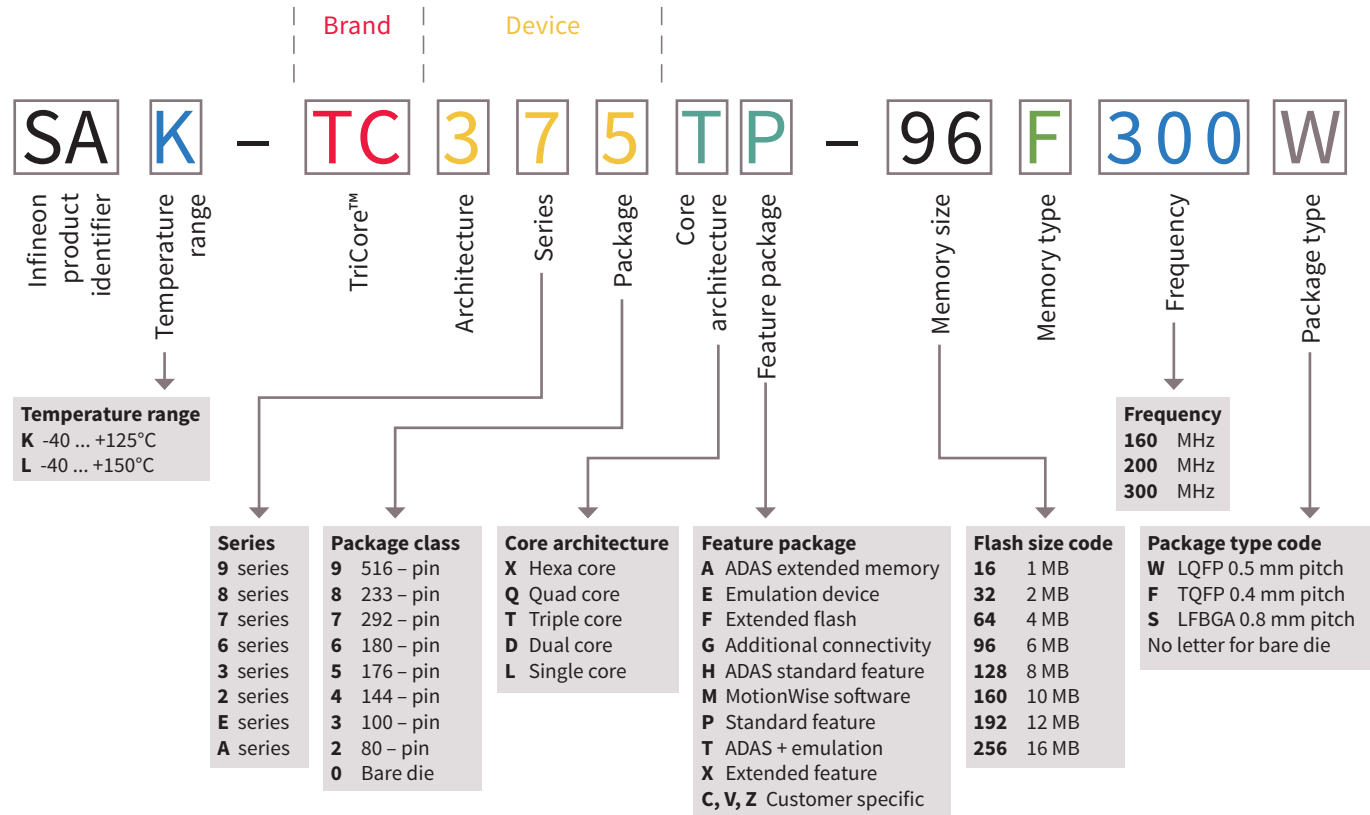 Brand Device
SA K – TC 3 7 5 T P – 96 F 300 W
Infineon
product
identifier
Temperature
range
TriCore™
Architecture
Series
Package
Core
architecture
Feature package
Memory size
Memory type
Frequency
Package type
Temperature range
K -40 ... +125°C
L -40 ... +150°C
Frequency
160 MHz
200 MHz
300 MHz
Series
9 series
8 series
7 series
6 series
3 series
2 series
E series
A series
Package class
9 516 – pin
8 233 – pin
7 292 – pin
6 180 – pin
5 176 – pin
4 144 – pin
3 100 – pin
2 80 – pin
0 Bare die
Core architecture
X Hexa core
Q Quad core
T Triple core
D Dual core
L Single core
Feature package
A ADAS extended memory
E Emulation device
F Extended flash
G Additional connectivity
H ADAS standard feature
M MotionWise software
P Standard feature
T ADAS + emulation
X Extended feature
C, V, Z Customer specific
Flash size code
16 1 MB
32 2 MB
64 4 MB
96 6 MB
128 8 MB
160 10 MB
192 12 MB
256 16 MB
Package type code
W LQFP 0.5 mm pitch
F TQFP 0.4 mm pitch
S LFBGA 0.8 mm pitch
No letter for bare die